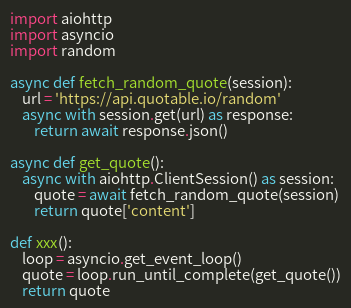 import aiohttp
import asyncio
import random

async def fetch_random_quote(session):
    url = 'https://api.quotable.io/random'
    async with session.get(url) as response:
        return await response.json()

async def get_quote():
    async with aiohttp.ClientSession() as session:
        quote = await fetch_random_quote(session)
        return quote['content']

def xxx():
    loop = asyncio.get_event_loop()
    quote = loop.run_until_complete(get_quote())
    return quote